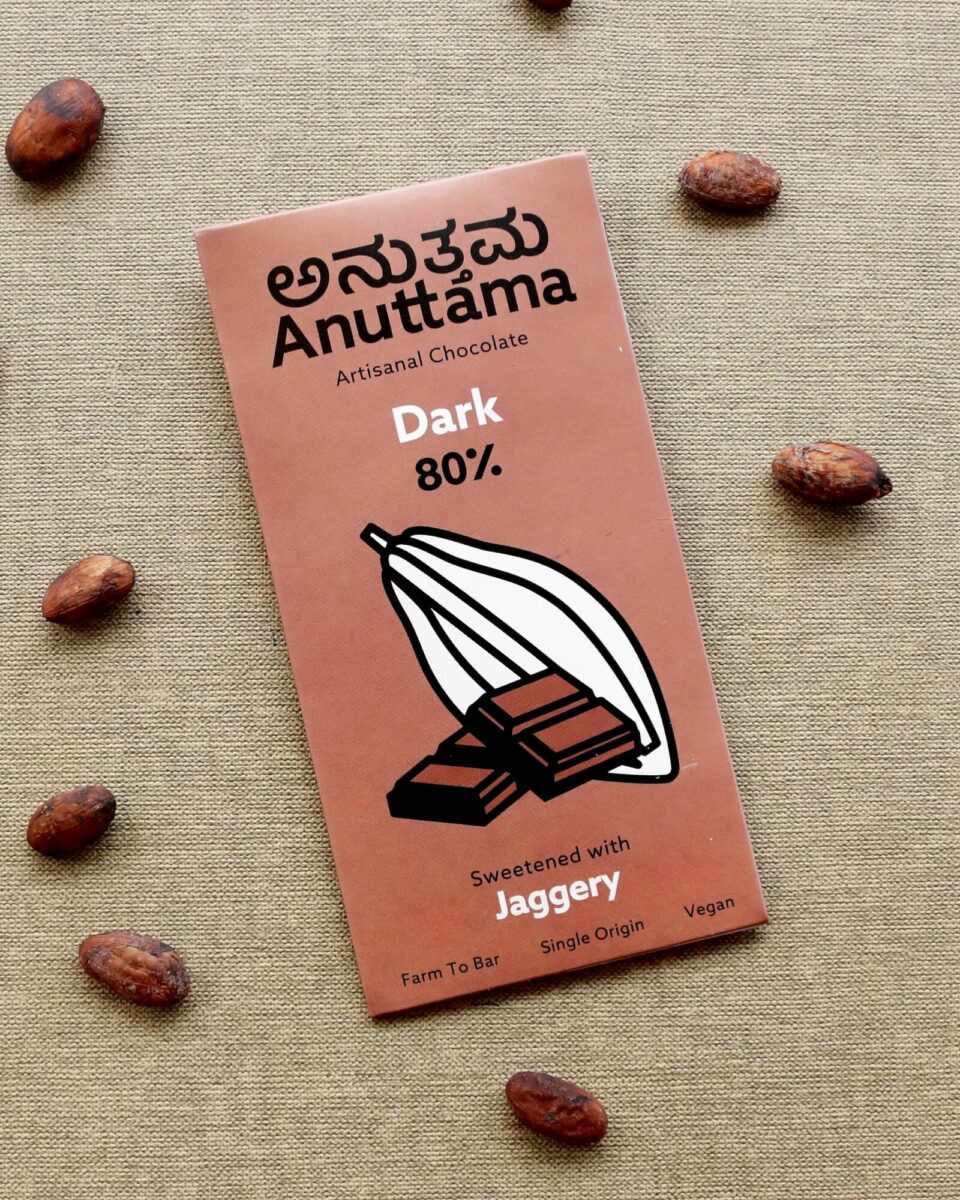 ಅನುತ್ತಮ
Anuttama
Artisanal Chocolate
Dark
80%
Sweetened with
Jaggery
Farm To Bar Single Origin Vegan